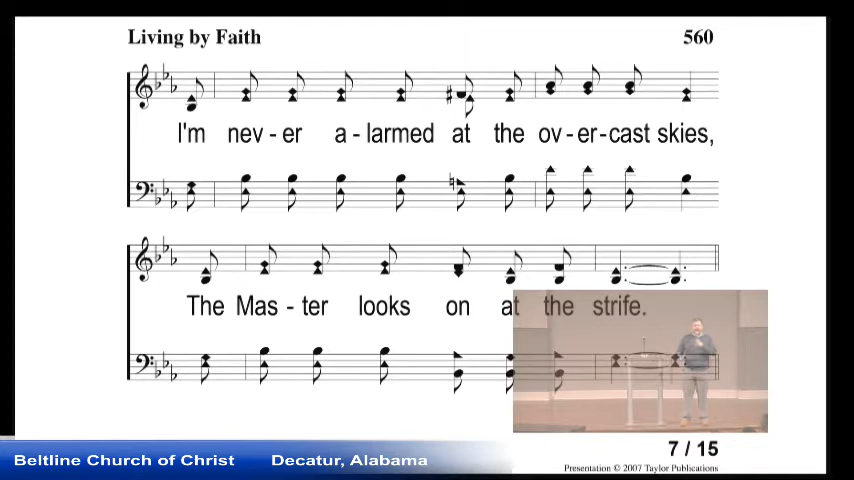 Living by Faith 560
I'm nev - er a - larmed at the ov - er - cast skies,
The Mas - ter looks on at the strife.
7 / 15
Beltline Church of Christ Decatur, Alabama
Presentation © 2007 Taylor Publications